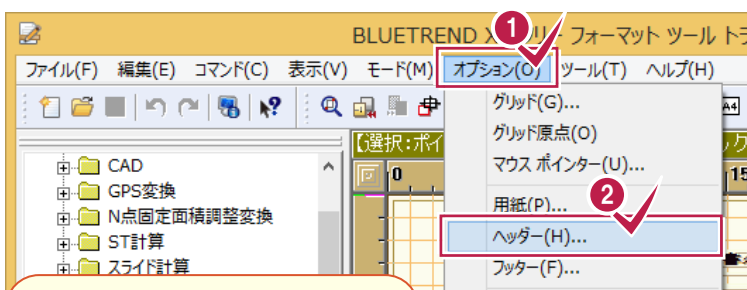 1
BLUETREND X フォーマット ツール
ファイル(F) 編集(E) コマンド(C) 表示(V) モード(M) オプション(O) ツール(T) ヘルプ(H)
A4
グリッド(G)...
グリッド原点(O)
マウス ポインター(U)...
用紙(P)...
2
ヘッダー(H)...
フッター(F)...
【選択:ポイ
0
15
CAD
GPS変換
N点固定面積調整変換
ST計算
スライド計算